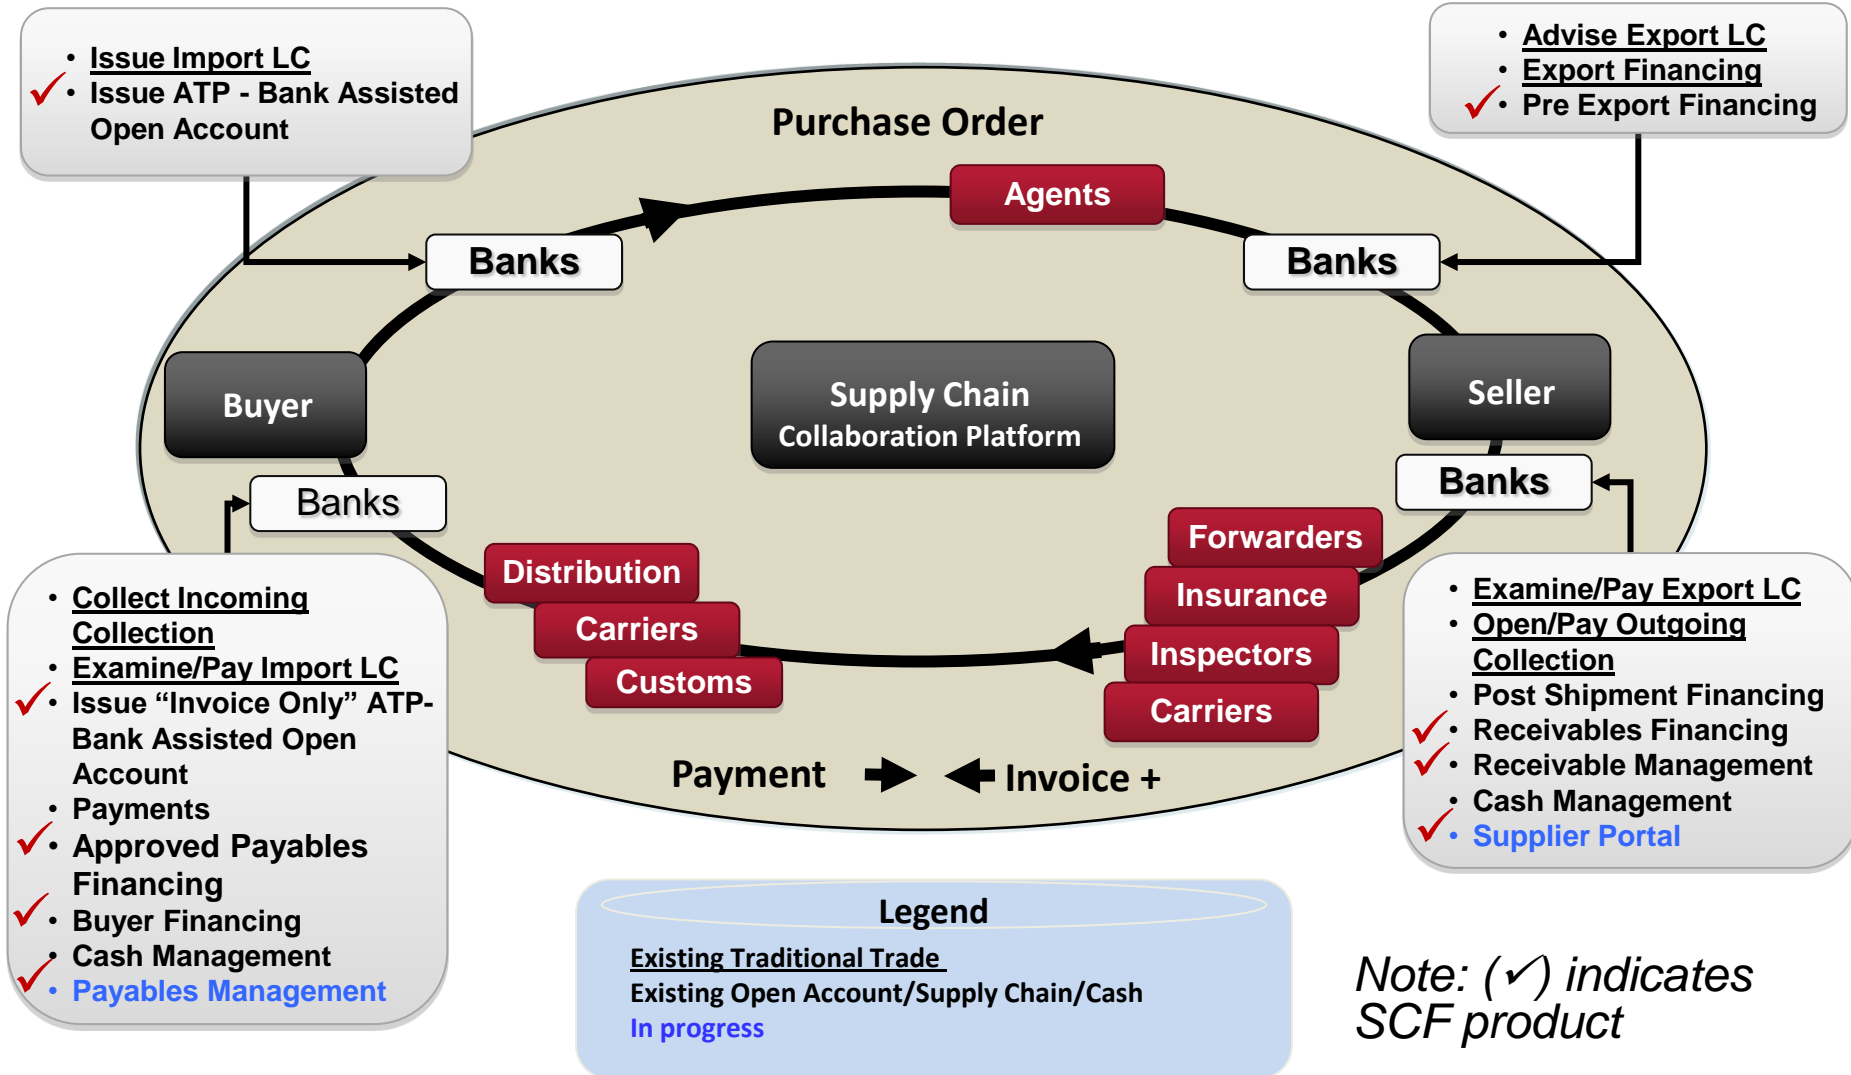 • Issue Import LC
✓• Issue ATP - Bank Assisted
Open Account
• Advise Export LC
• Export Financing
✓• Pre Export Financing
Purchase Order
Agents
Banks
Banks
Buyer
Supply Chain
Collaboration Platform
Seller
Banks
Banks
Forwarders
Insurance
Inspectors
Carriers
Distribution
Carriers
Customs
Payment
Invoice +
• Collect Incoming
Collection
• Examine/Pay Import LC
✓• Issue “Invoice Only” ATP-
Bank Assisted Open
Account
• Payments
✓• Approved Payables
Financing
✓• Buyer Financing
• Cash Management
✓• Payables Management
• Examine/Pay Export LC
• Open/Pay Outgoing
Collection
• Post Shipment Financing
✓• Receivables Financing
✓• Receivable Management
• Cash Management
✓• Supplier Portal
Legend
Existing Traditional Trade
Existing Open Account/Supply Chain/Cash
In progress
Note: (✓) indicates
SCF product